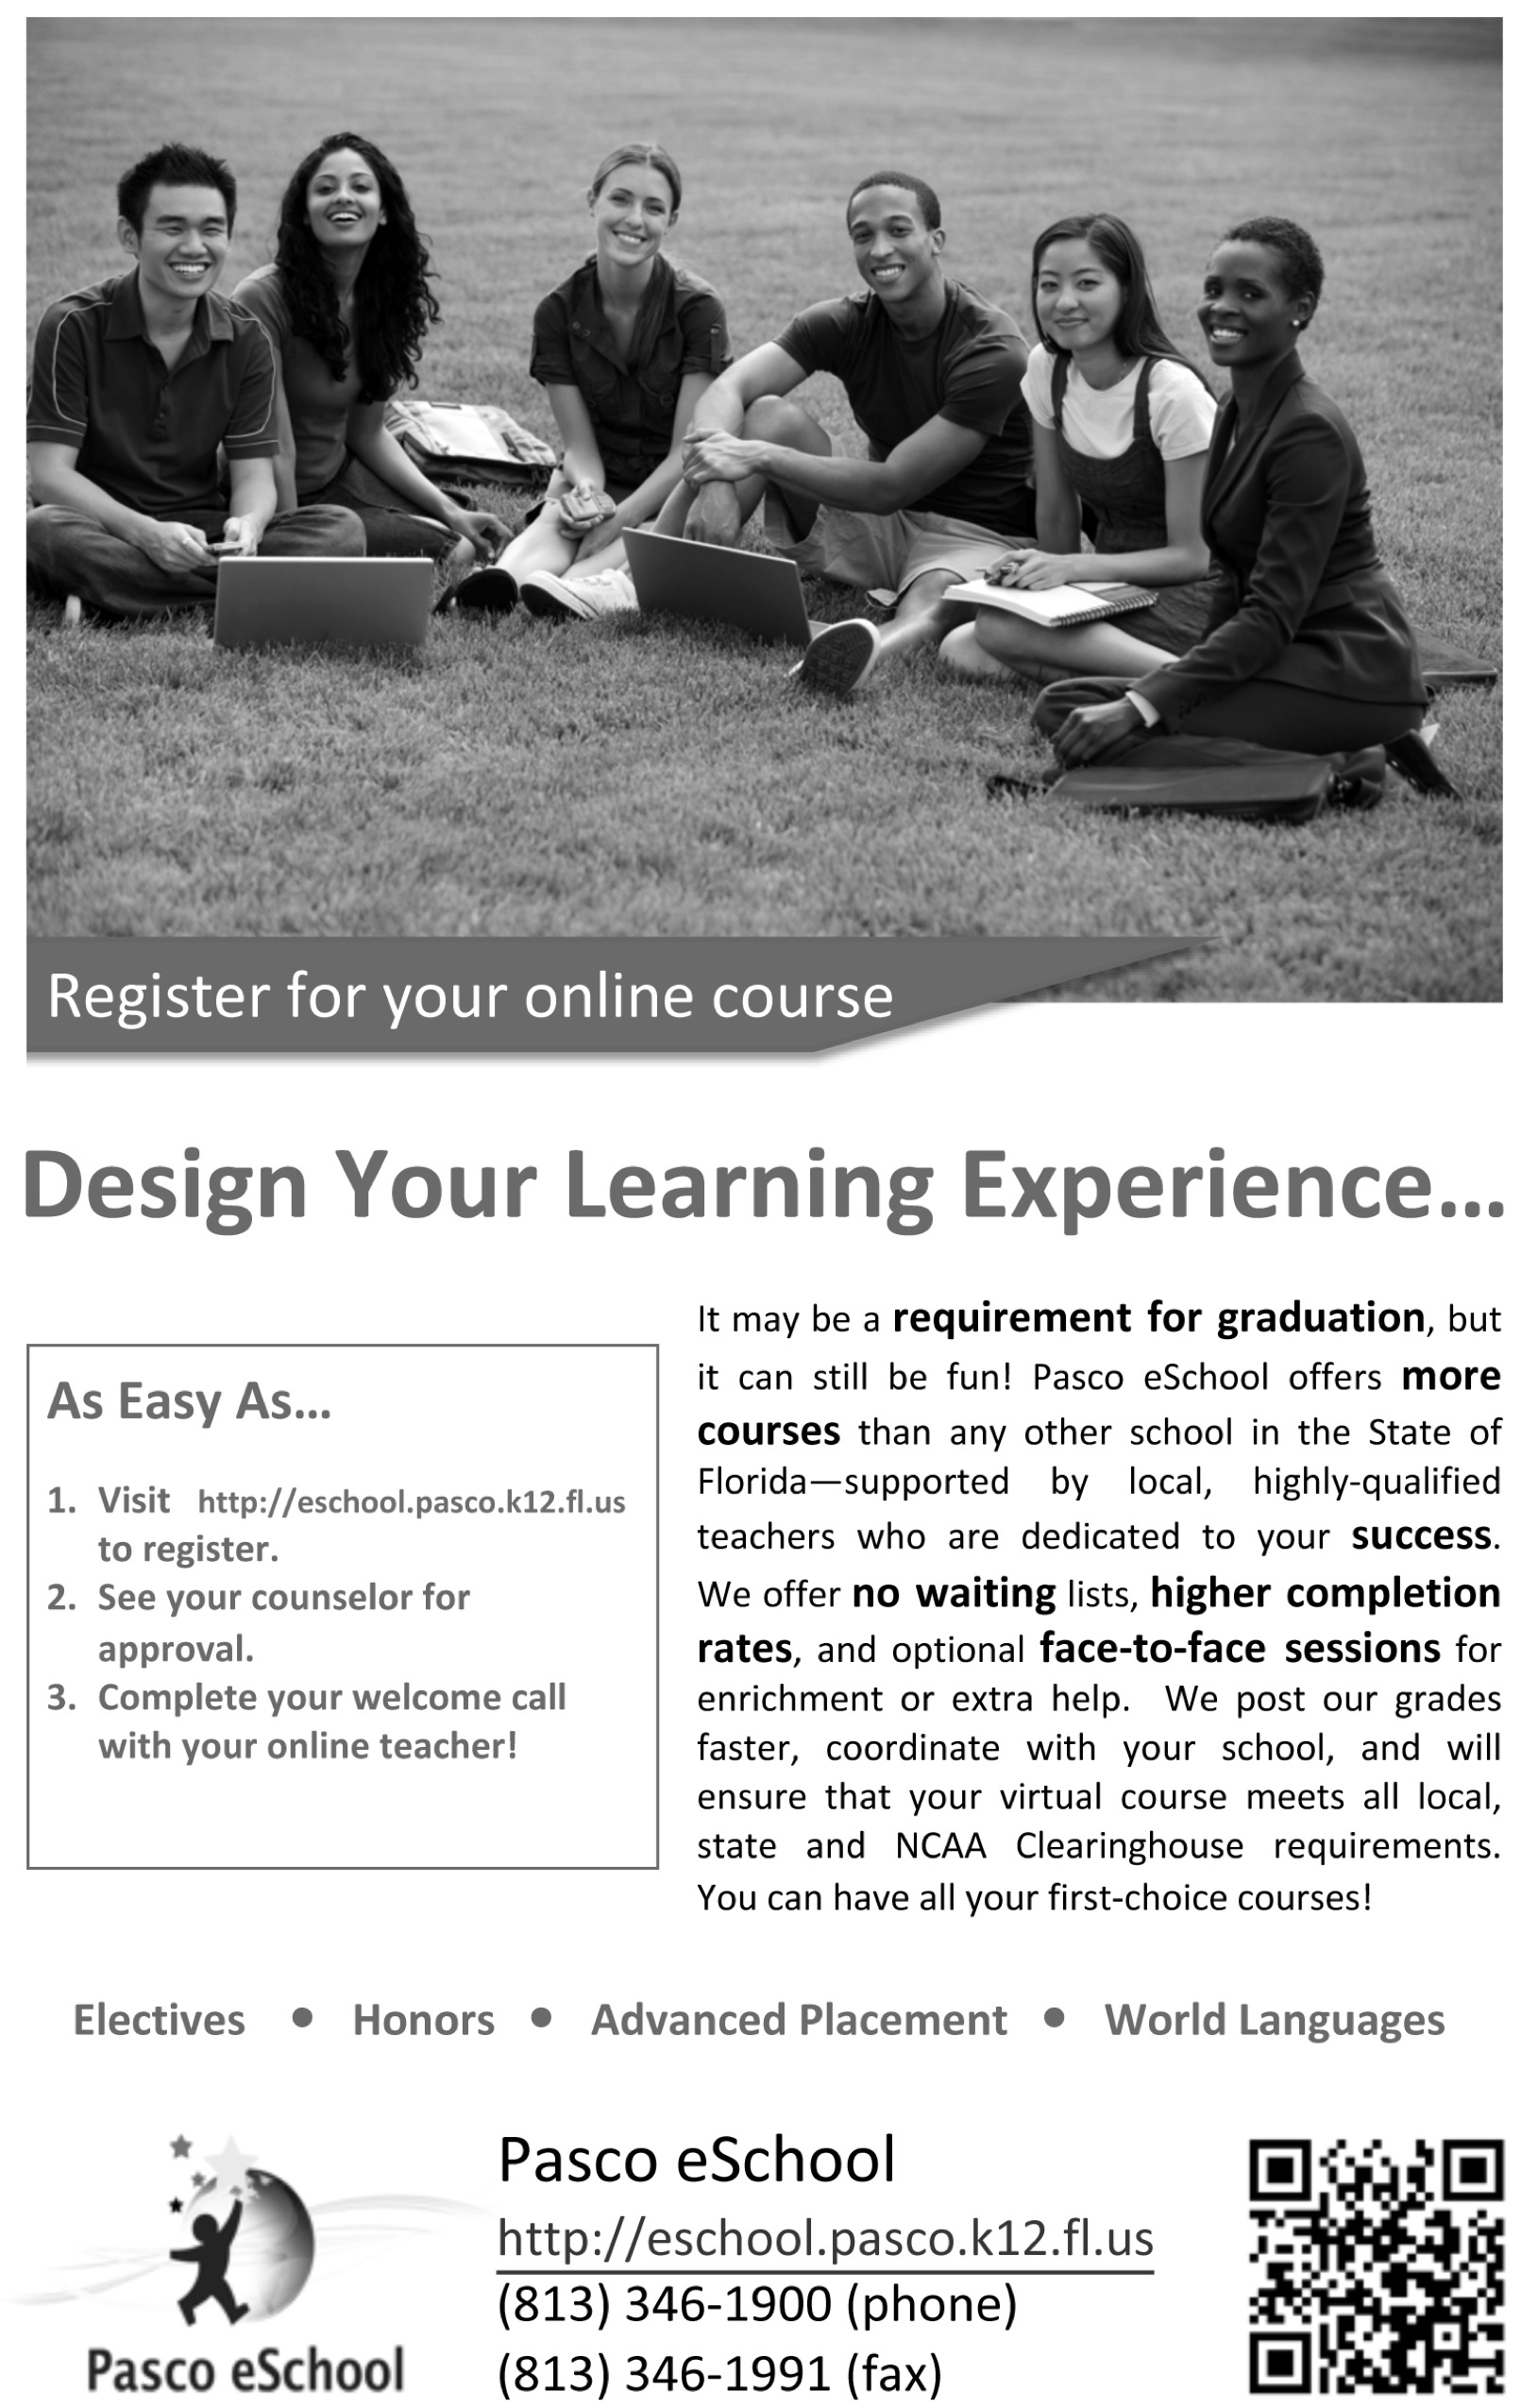 Register for your online course
Design Your Learning Experience...
As Easy As...
1. Visit http://eschool.pasco.k12.fl.us
to register.
2. See your counselor for
approval.
3. Complete your welcome call
with your online teacher!
It may be a requirement for graduation, but
it can still be fun! Pasco eSchool offers more
courses than any other school in the State of
Florida—supported by local, highly-qualified
teachers who are dedicated to your success.
We offer no waiting lists, higher completion
rates, and optional face-to-face sessions for
enrichment or extra help. We post our grades
faster, coordinate with your school, and will
ensure that your virtual course meets all local,
state and NCAA Clearinghouse requirements.
You can have all your first-choice courses!
Electives • Honors • Advanced Placement • World Languages
Pasco eSchool
Pasco eSchool
http://eschool.pasco.k12.fl.us
(813) 346-1900 (phone)
(813) 346-1991 (fax)